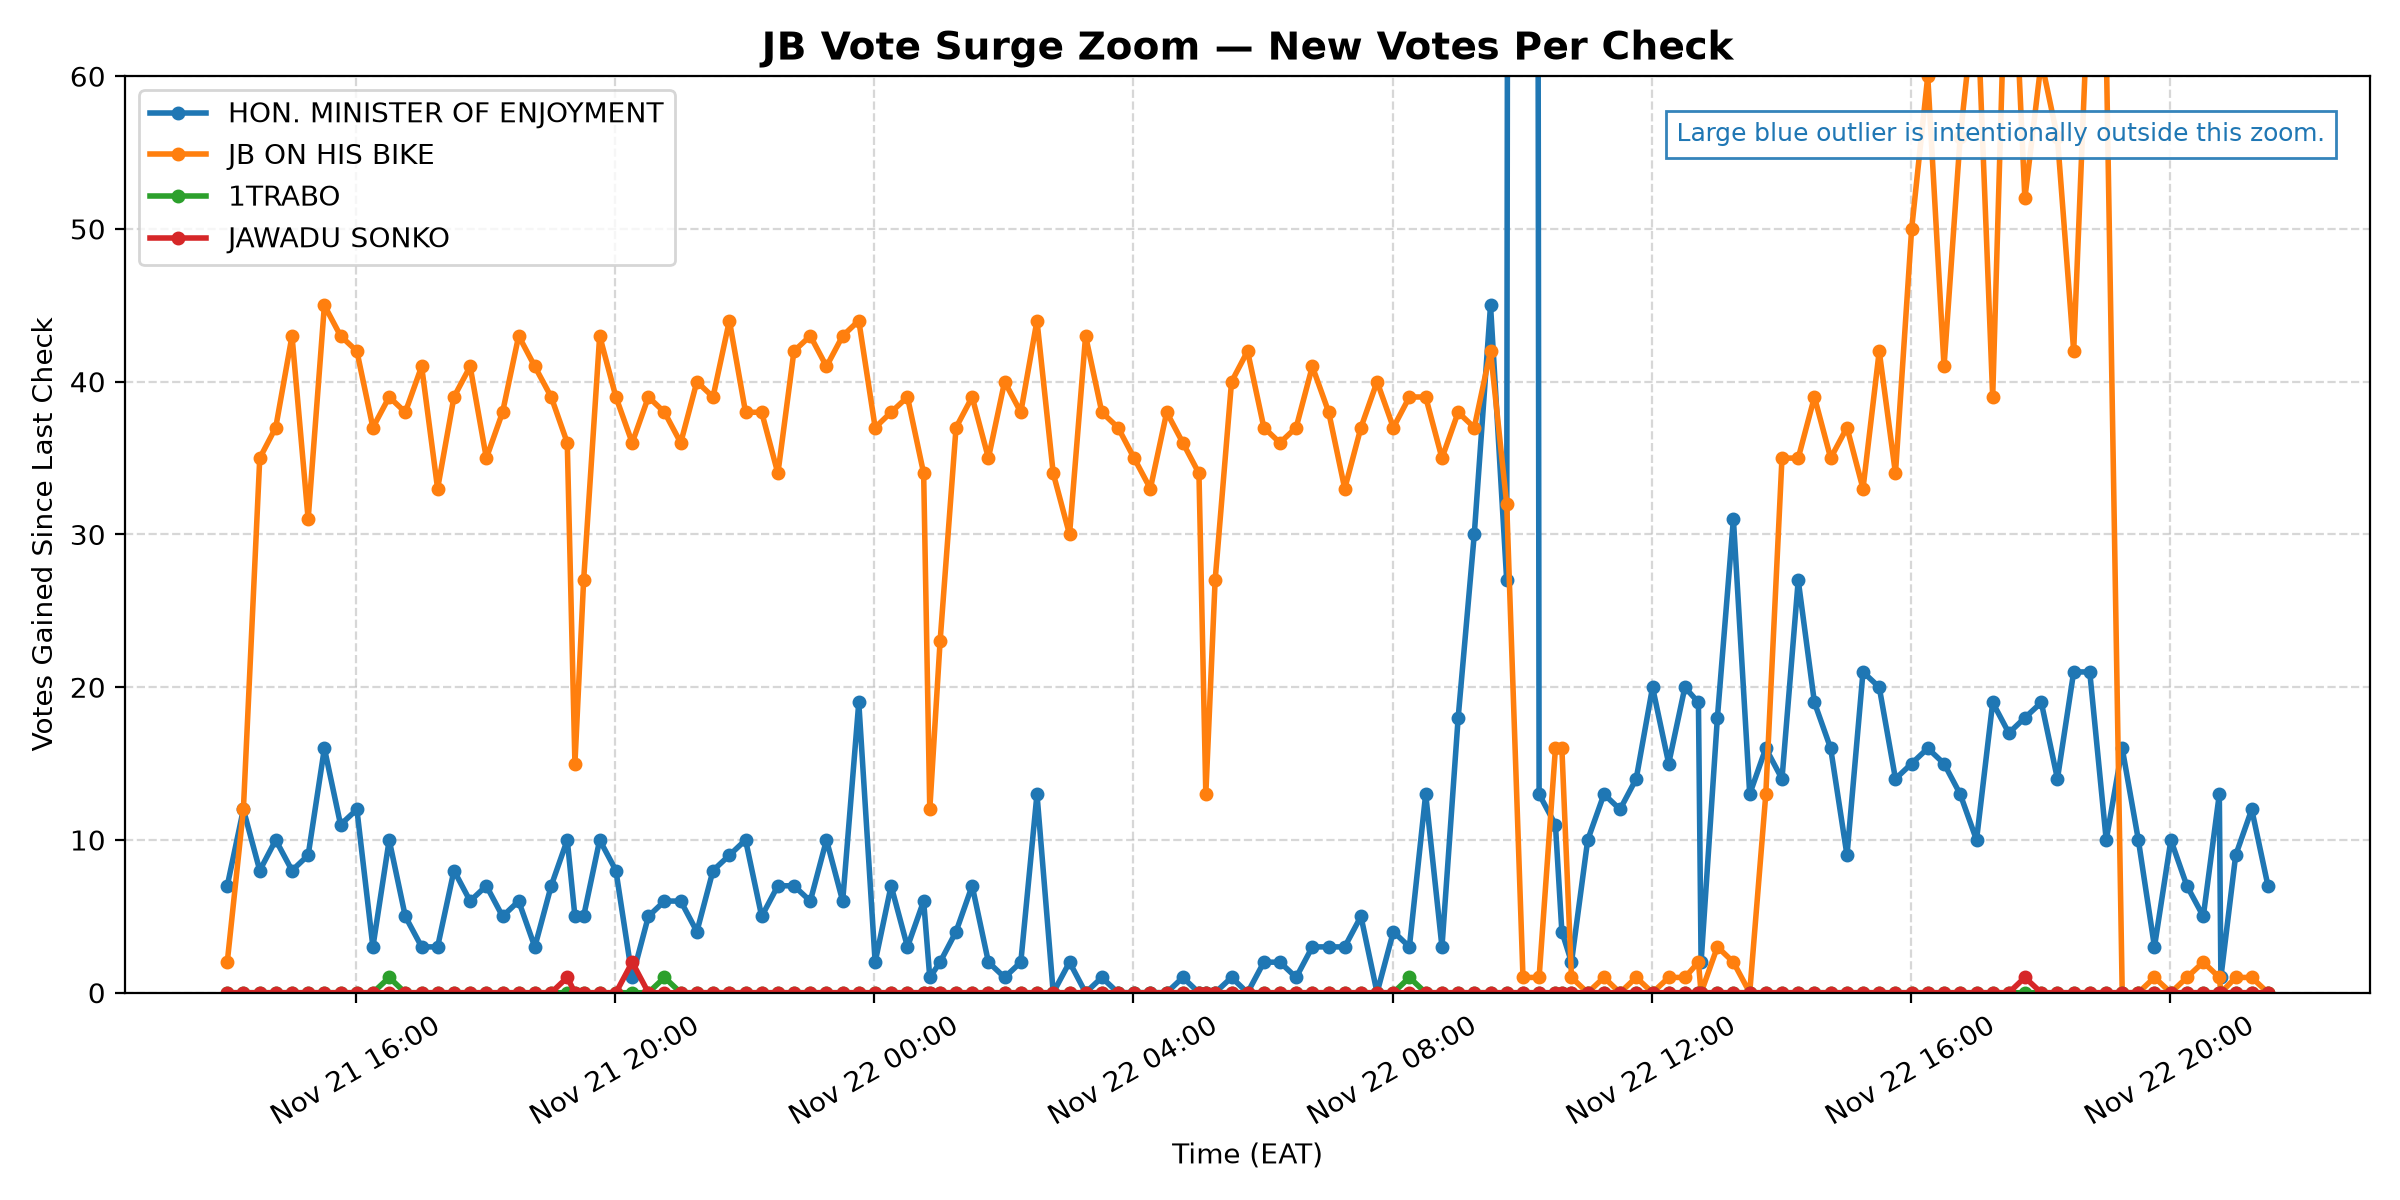 JB Vote Surge Zoom — New Votes Per Check
HON. MINISTER OF ENJOYMENT
JB ON HIS BIKE
1TRABO
JAWADU SONKO
Large blue outlier is intentionally outside this zoom.
Votes Gained Since Last Check
60
50
40
30
20
10
0
Nov 21 16:00
Nov 21 20:00
Nov 22 00:00
Nov 22 04:00
Nov 22 08:00
Nov 22 12:00
Nov 22 16:00
Nov 22 20:00
Time (EAT)